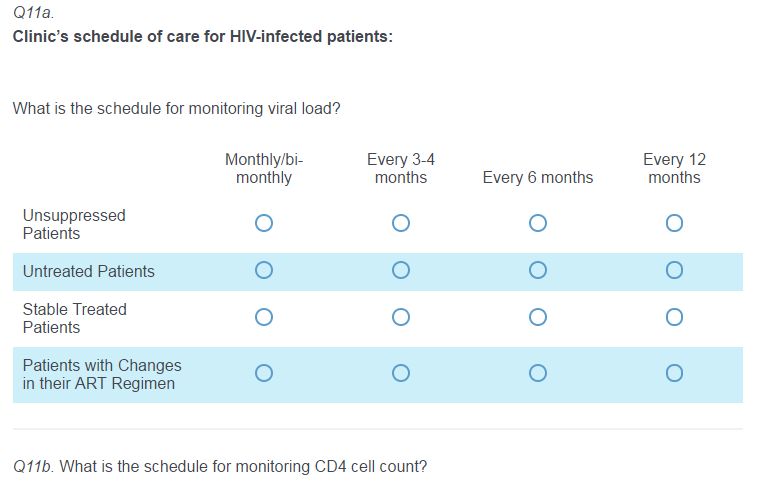 Q11a.
Clinic's schedule of care for HIV-infected patients:
What is the schedule for monitoring viral load?
Monthly/bi-
monthly
Every 3-4
months
Every 6 months
Every 12
months
Unsuppressed
Patients
Untreated Patients
Stable Treated
Patients
Patients with Changes
in their ART Regimen
Q11b. What is the schedule for monitoring CD4 cell count?